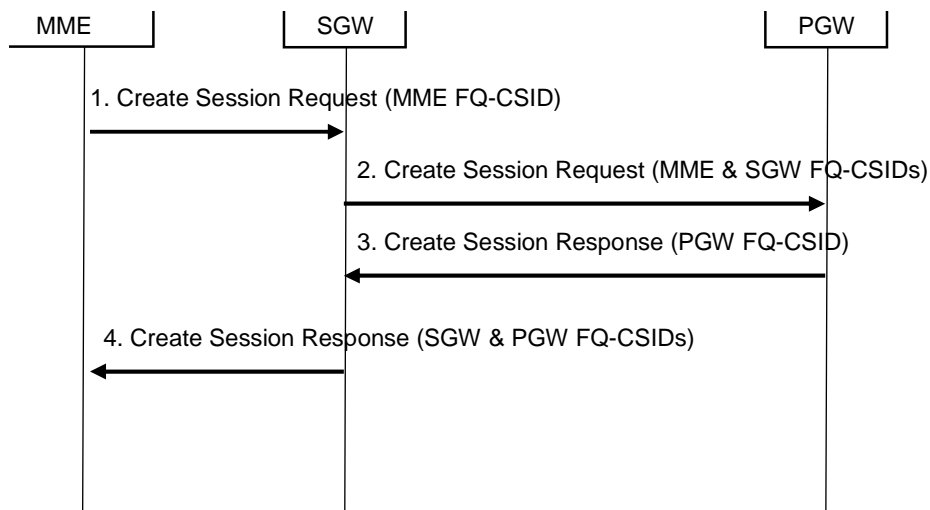 MME SGW PGW
1. Create Session Request (MME FQ-CSID)
2. Create Session Request (MME & SGW FQ-CSIDs)
3. Create Session Response (PGW FQ-CSID)
4. Create Session Response (SGW & PGW FQ-CSIDs)